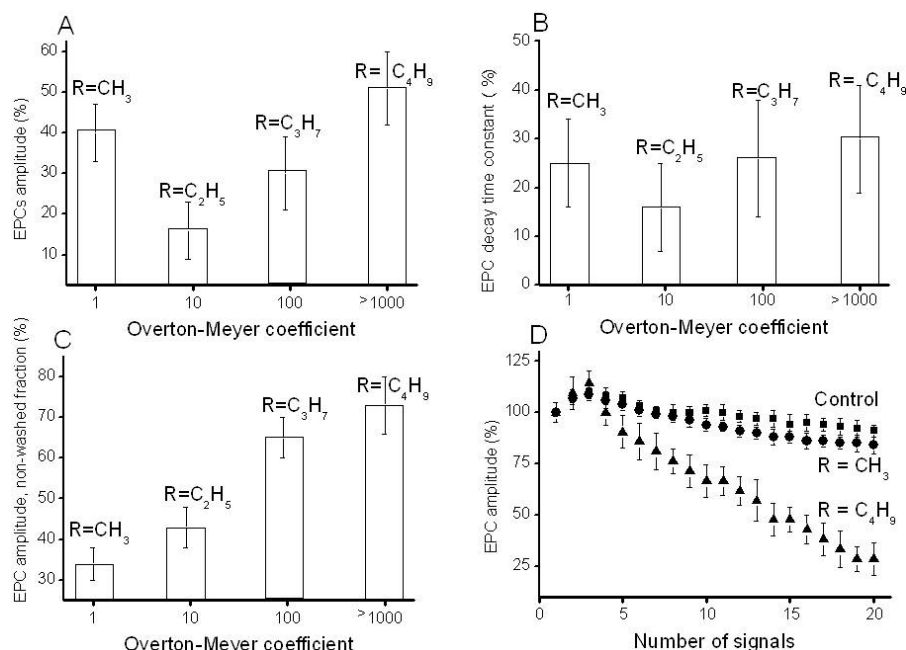 A
EPCs amplitude (%)
60
50
40
30
20
10
R=CH3
R=C2H5
R=C3H7
R= C4H9
1 10 100 >1000
Overton-Meyer coefficient
B
EPC decay time constant ( %)
50
40
30
20
10
0
R=CH3
R=C2H5
R=C3H7
R= C4H9
1 10 100 >1000
Overton-Meyer coefficient
C
EPC amplitude, non-washed fraction (%)
80
70
60
50
40
30
R=CH3
R=C2H5
R=C3H7
R= C4H9
1 10 100 >1000
Overton-Meyer coefficient
D
EPC amplitude (%)
125
100
75
50
25
Control
R = CH3
R = C4H9
0 5 10 15 20
Number of signals